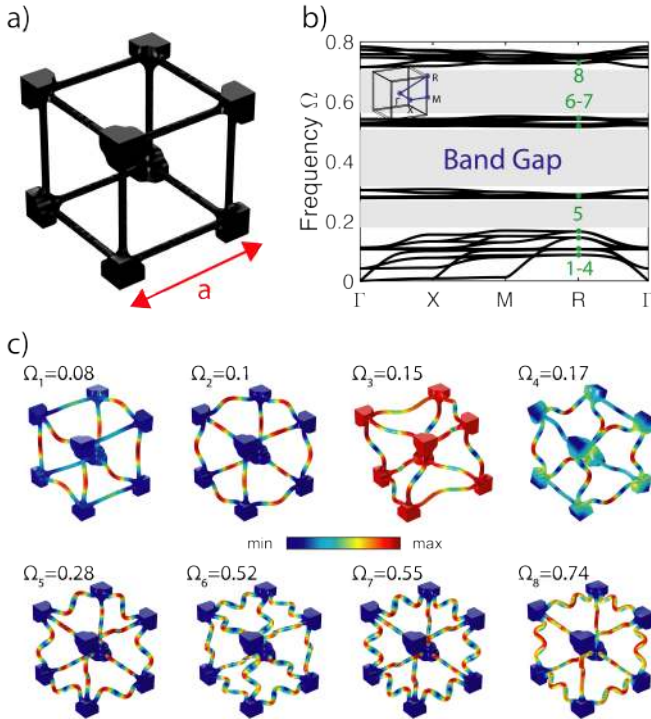 a)
a
b)
Frequency Ω
0.8
0.6
0.4
0.2
0
Γ
X
M
R
Γ
R
M
Γ
X
8
6-7
Band Gap
5
1-4
c)
Ω₁=0.08
Ω₂=0.1
Ω₃=0.15
Ω₄=0.17
min
max
Ω₅=0.28
Ω₆=0.52
Ω₇=0.55
Ω₈=0.74